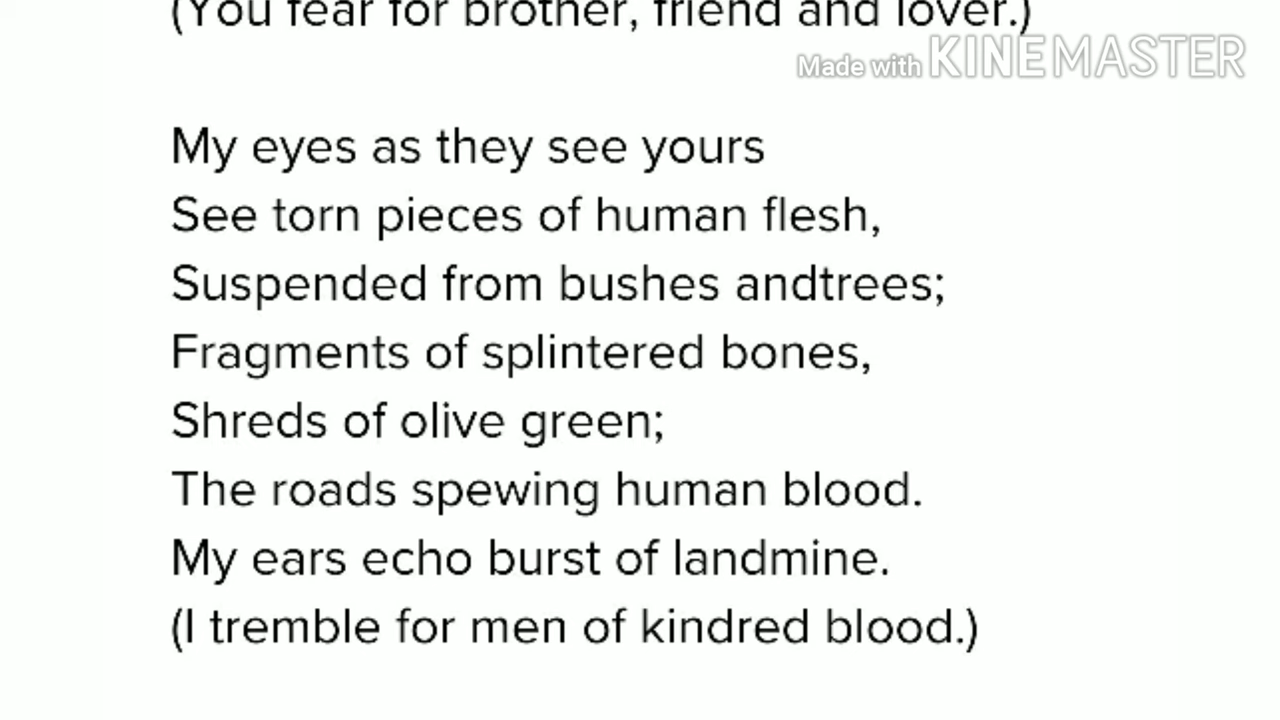 (You fear for brother, friend and lover.)
Made with KINEMASTER
My eyes as they see yours
See torn pieces of human flesh,
Suspended from bushes andtrees;
Fragments of splintered bones,
Shreds of olive green;
The roads spewing human blood.
My ears echo burst of landmine.
(I tremble for men of kindred blood.)